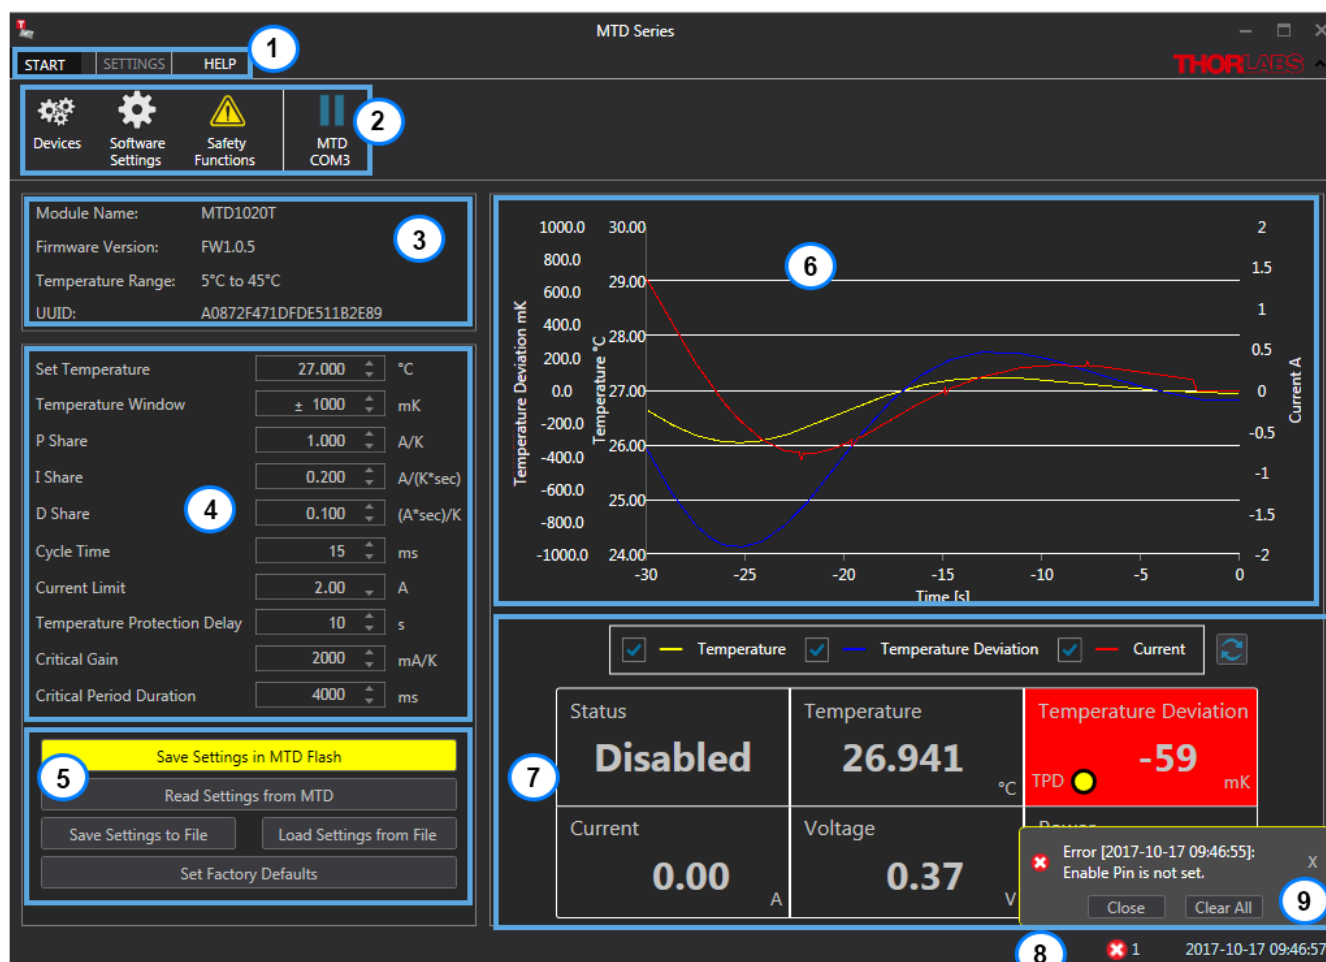 MTD Series
START SETTINGS HELP 1
THORLABS
Devices Software Settings Safety Functions MTD COM3 2
Module Name: MTD1020T
Firmware Version: FW1.0.5
Temperature Range: 5°C to 45°C
UUID: A0872F471DFDE511B2E89
3
Set Temperature 27.000 °C
Temperature Window ± 1000 mK
P Share 1.000 A/K
I Share 0.200 A/(K*sec)
D Share 0.100 (A*sec)/K
Cycle Time 15 ms
Current Limit 2.00 A
Temperature Protection Delay 10 s
Critical Gain 2000 mA/K
Critical Period Duration 4000 ms
4
Save Settings in MTD Flash
Read Settings from MTD
Save Settings to File Load Settings from File
Set Factory Defaults
5
Temperature Deviation mK
1000.0
800.0
600.0
400.0
200.0
0.0
-200.0
-400.0
-600.0
-800.0
-1000.0
Temperature °C
30.00
29.00
28.00
27.00
26.00
25.00
24.00
6
2
1.5
1
0.5
0
-0.5
-1
-1.5
-2
Current A
-30 -25 -20 -15 -10 -5 0
Time [s]
Temperature Temperature Deviation Current
Status Temperature Temperature Deviation
Disabled 26.941 °C TPD -59 mK
7
Current Voltage Power
0.00 A 0.37 V
Error [2017-10-17 09:46:55]:
Enable Pin is not set.
X
Close Clear All
9
8 1 2017-10-17 09:46:57